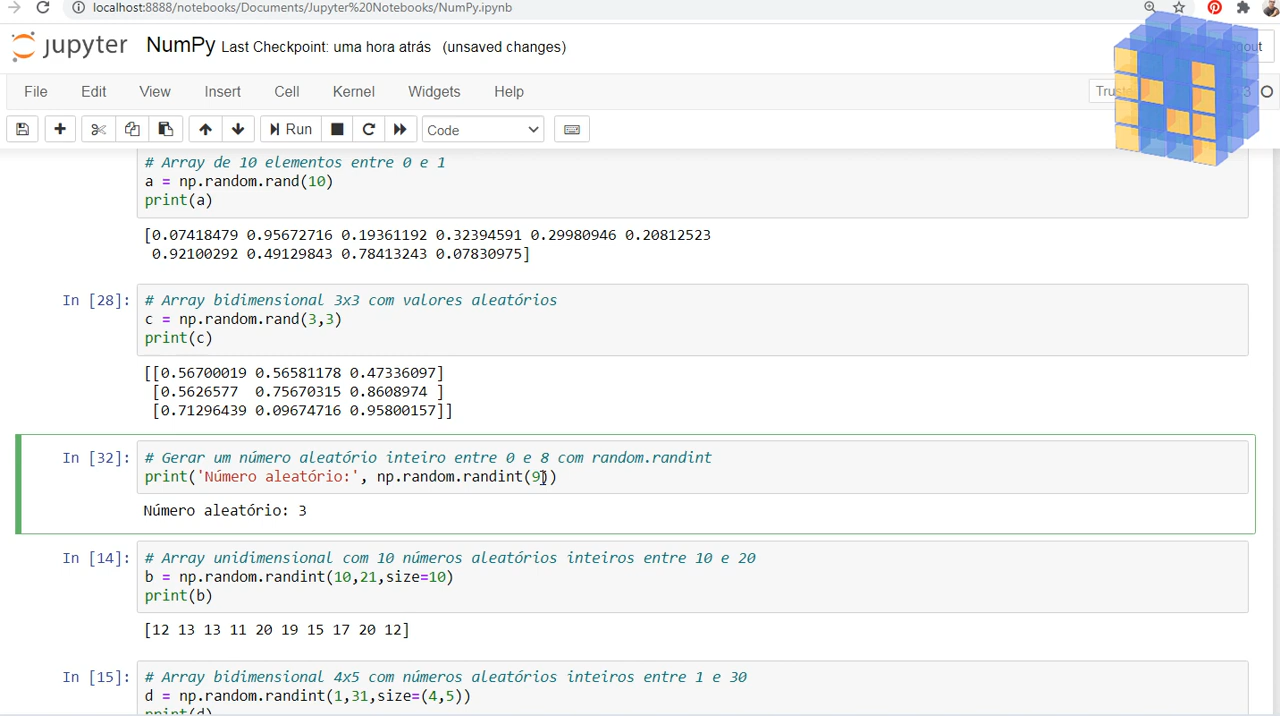 localhost:8888/notebooks/Documents/Jupyter%20Notebooks/NumPy.ipynb
jupyter NumPy Last Checkpoint: uma hora atrás (unsaved changes)
File Edit View Insert Cell Kernel Widgets Help
Run Code
# Array de 10 elementos entre 0 e 1
a = np.random.rand(10)
print(a)
[0.07418479 0.95672716 0.19361192 0.32394591 0.29980946 0.20812523
0.92100292 0.49129843 0.78413243 0.07830975]
In [28]: # Array bidimensional 3x3 com valores aleatórios
c = np.random.rand(3,3)
print(c)
[[0.56700019 0.56581178 0.47336097]
[0.5626577  0.75670315 0.8608974 ]
[0.71296439 0.09674716 0.95800157]]
In [32]: # Gerar um número aleatório inteiro entre 0 e 8 com random.randint
print('Número aleatório:', np.random.randint(9))
Número aleatório: 3
In [14]: # Array unidimensional com 10 números aleatórios inteiros entre 10 e 20
b = np.random.randint(10,21,size=10)
print(b)
[12 13 13 11 20 19 15 17 20 12]
In [15]: # Array bidimensional 4x5 com números aleatórios inteiros entre 1 e 30
d = np.random.randint(1,31,size=(4,5))
print(d)